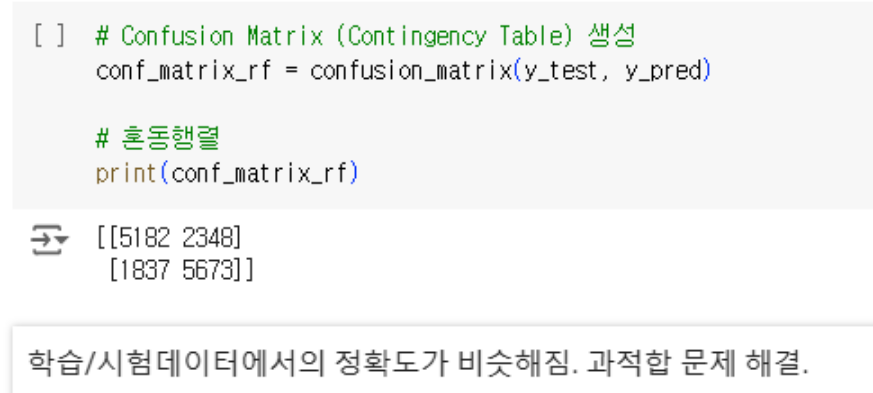 [ ] # Confusion Matrix (Contingency Table) 생성
conf_matrix_rf = confusion_matrix(y_test, y_pred)
# 혼동행렬
print(conf_matrix_rf)
[[5182 2348]
[1837 5673]]
학습/시험데이터에서의 정확도가 비슷해짐. 과적합 문제 해결.